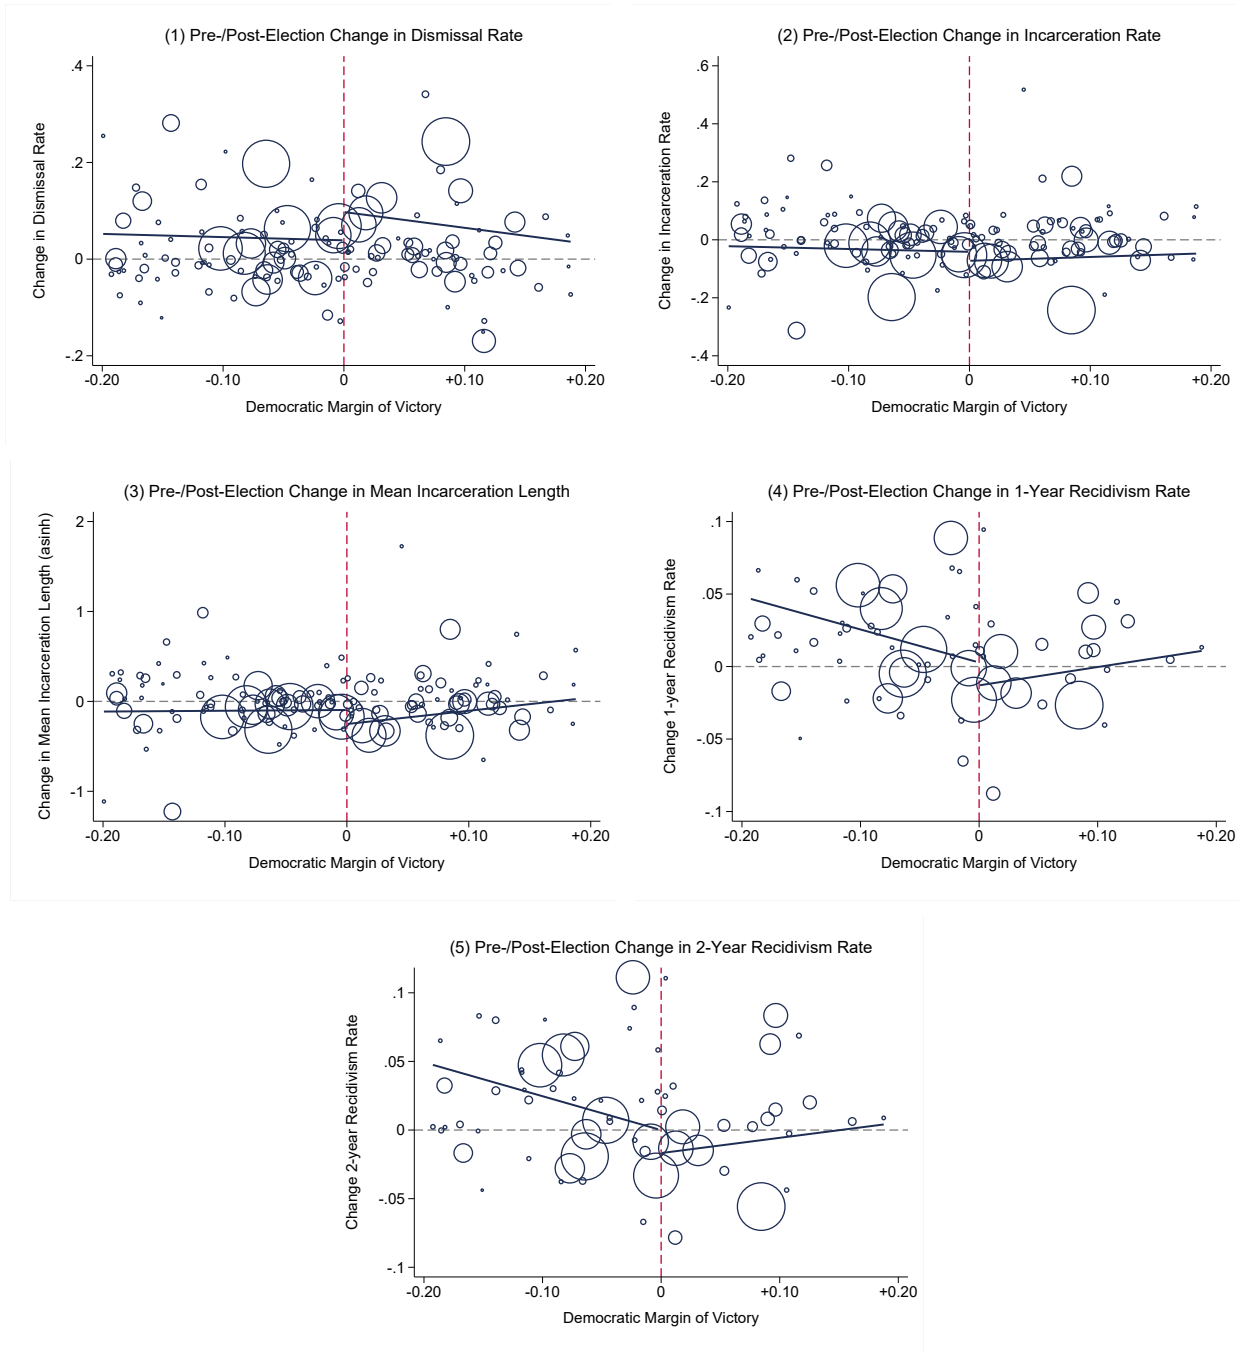 (1) Pre-/Post-Election Change in Dismissal Rate
Change in Dismissal Rate
.4
.2
0
-.2
-0.20 -0.10 0 +0.10 +0.20
Democratic Margin of Victory
(2) Pre-/Post-Election Change in Incarceration Rate
Change in Incarceration Rate
.6
.4
.2
0
-.2
-.4
-0.20 -0.10 0 +0.10 +0.20
Democratic Margin of Victory
(3) Pre-/Post-Election Change in Mean Incarceration Length
Change in Mean Incarceration Length (asinh)
2
1
0
-1
-0.20 -0.10 0 +0.10 +0.20
Democratic Margin of Victory
(4) Pre-/Post-Election Change in 1-Year Recidivism Rate
Change 1-year Recidivism Rate
.1
.05
0
-.05
-.1
-0.20 -0.10 0 +0.10 +0.20
Democratic Margin of Victory
(5) Pre-/Post-Election Change in 2-Year Recidivism Rate
Change 2-year Recidivism Rate
.1
.05
0
-.05
-.1
-0.20 -0.10 0 +0.10 +0.20
Democratic Margin of Victory